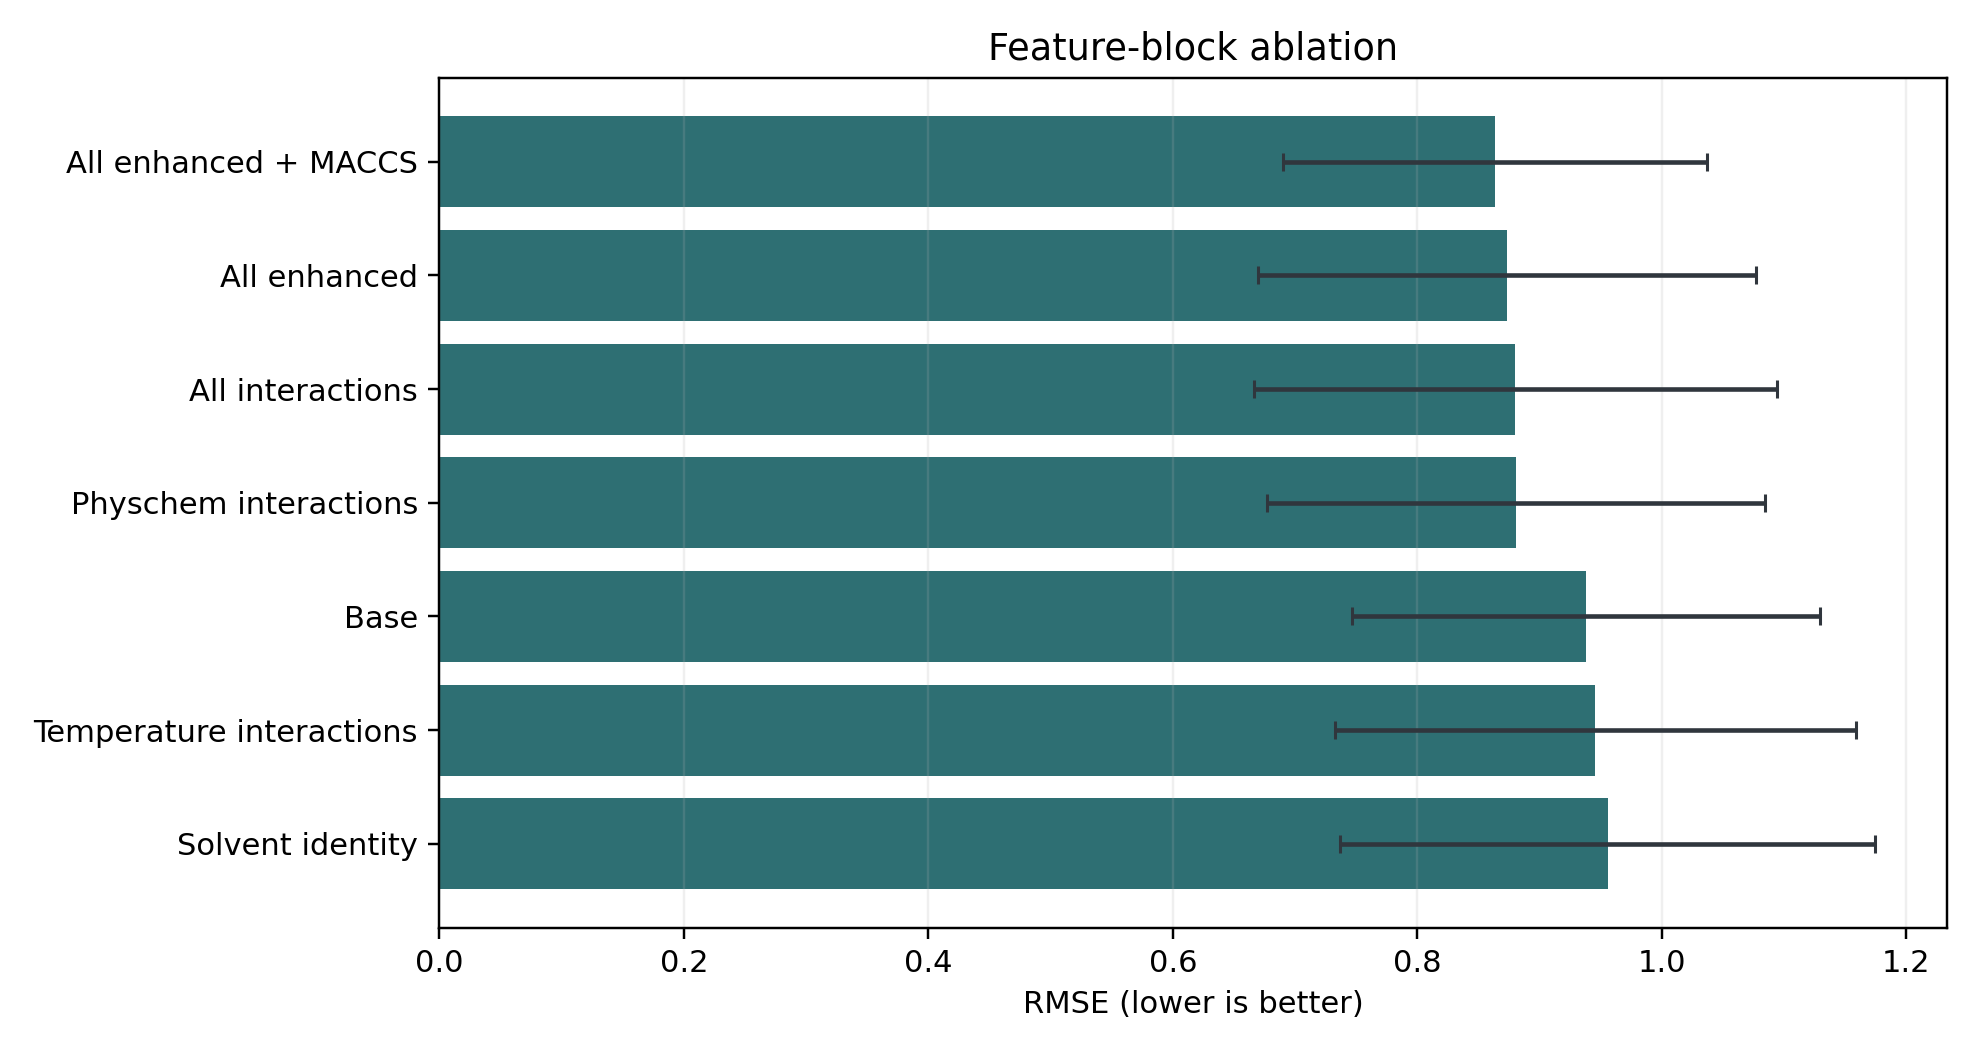 Feature-block ablation
All enhanced + MACCS
All enhanced
All interactions
Physchem interactions
Base
Temperature interactions
Solvent identity
0.0 0.2 0.4 0.6 0.8 1.0 1.2
RMSE (lower is better)